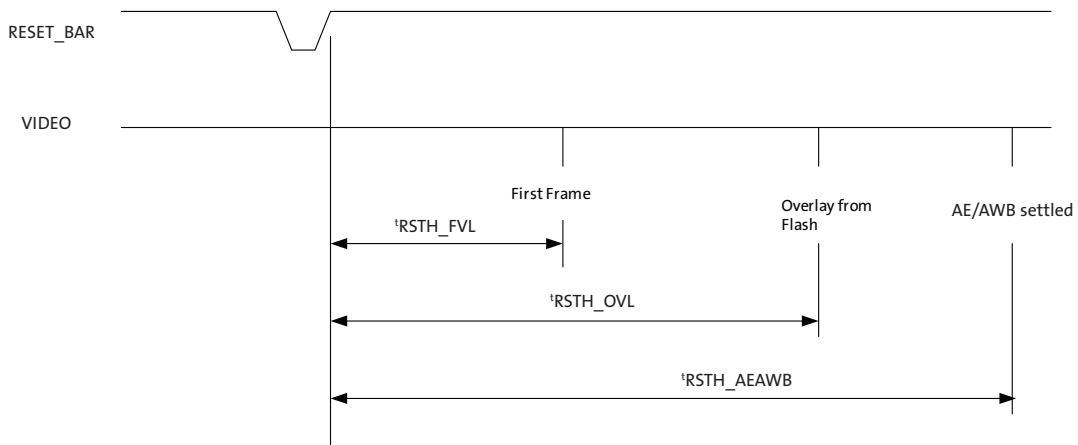 RESET_BAR
VIDEO
First Frame
Overlay from
Flash
AE/AWB settled
tRSTH_FVL
tRSTH_OVL
tRSTH_AEAWB